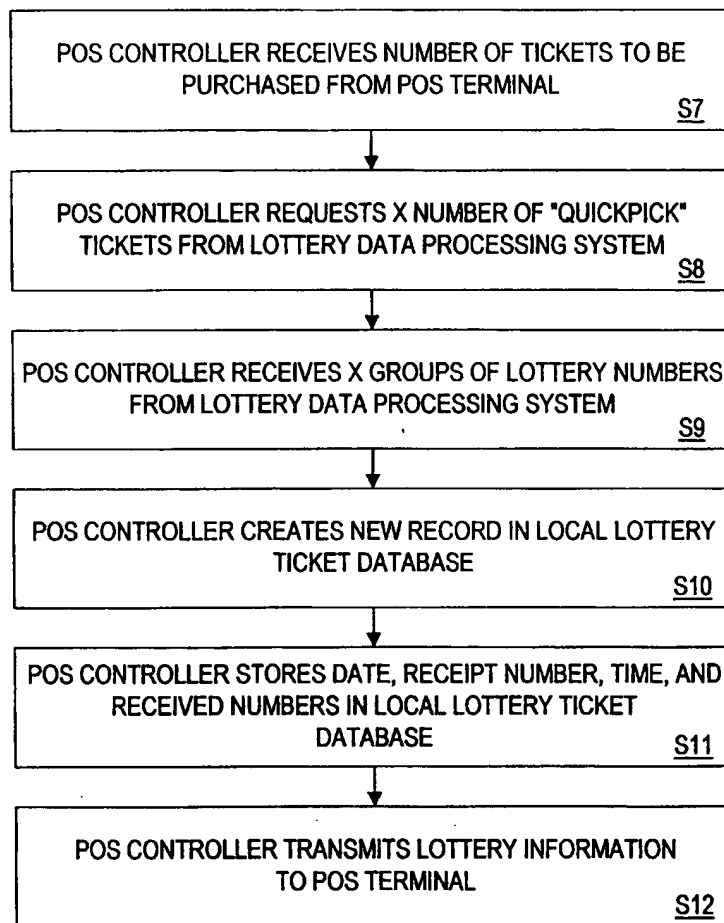 POS CONTROLLER RECEIVES NUMBER OF TICKETS TO BE
PURCHASED FROM POS TERMINAL
S7
POS CONTROLLER REQUESTS X NUMBER OF "QUICKPICK"
TICKETS FROM LOTTERY DATA PROCESSING SYSTEM
S8
POS CONTROLLER RECEIVES X GROUPS OF LOTTERY NUMBERS
FROM LOTTERY DATA PROCESSING SYSTEM
S9
POS CONTROLLER CREATES NEW RECORD IN LOCAL LOTTERY
TICKET DATABASE
S10
POS CONTROLLER STORES DATE, RECEIPT NUMBER, TIME, AND
RECEIVED NUMBERS IN LOCAL LOTTERY TICKET
DATABASE
S11
POS CONTROLLER TRANSMITS LOTTERY INFORMATION
TO POS TERMINAL
S12